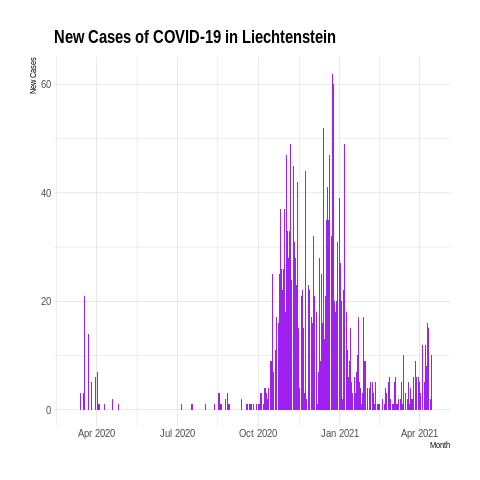 New Cases of COVID-19 in Liechtenstein
New Cases
60
40
20
0
Apr 2020 Jul 2020 Oct 2020 Jan 2021 Apr 2021
Month